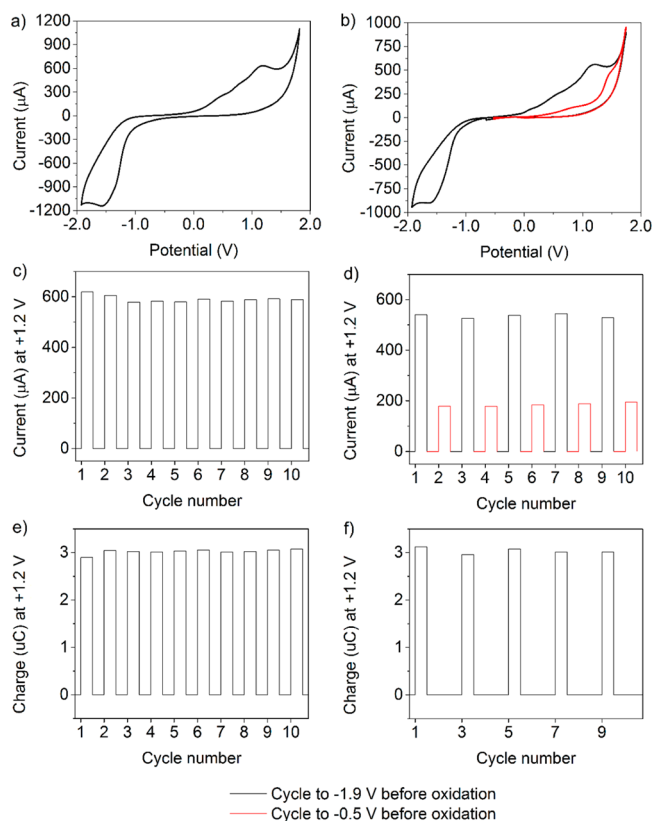 a)
1200
900
600
300
0
-300
-600
-900
-1200
Current (μA)
-2.0 -1.0 0.0 1.0 2.0
Potential (V)
b)
1000
750
500
250
0
-250
-500
-750
-1000
Current (μA)
-2.0 -1.0 0.0 1.0 2.0
Potential (V)
c)
600
400
200
0
Current (μA) at +1.2 V
1 2 3 4 5 6 7 8 9 10
Cycle number
d)
600
400
200
0
Current (μA) at +1.2 V
1 2 3 4 5 6 7 8 9 10
Cycle number
e)
3
2
1
0
Charge (uC) at +1.2 V
1 2 3 4 5 6 7 8 9 10
Cycle number
f)
3
2
1
0
Charge (uC) at +1.2 V
1 3 5 7 9
Cycle number
Cycle to -1.9 V before oxidation
Cycle to -0.5 V before oxidation